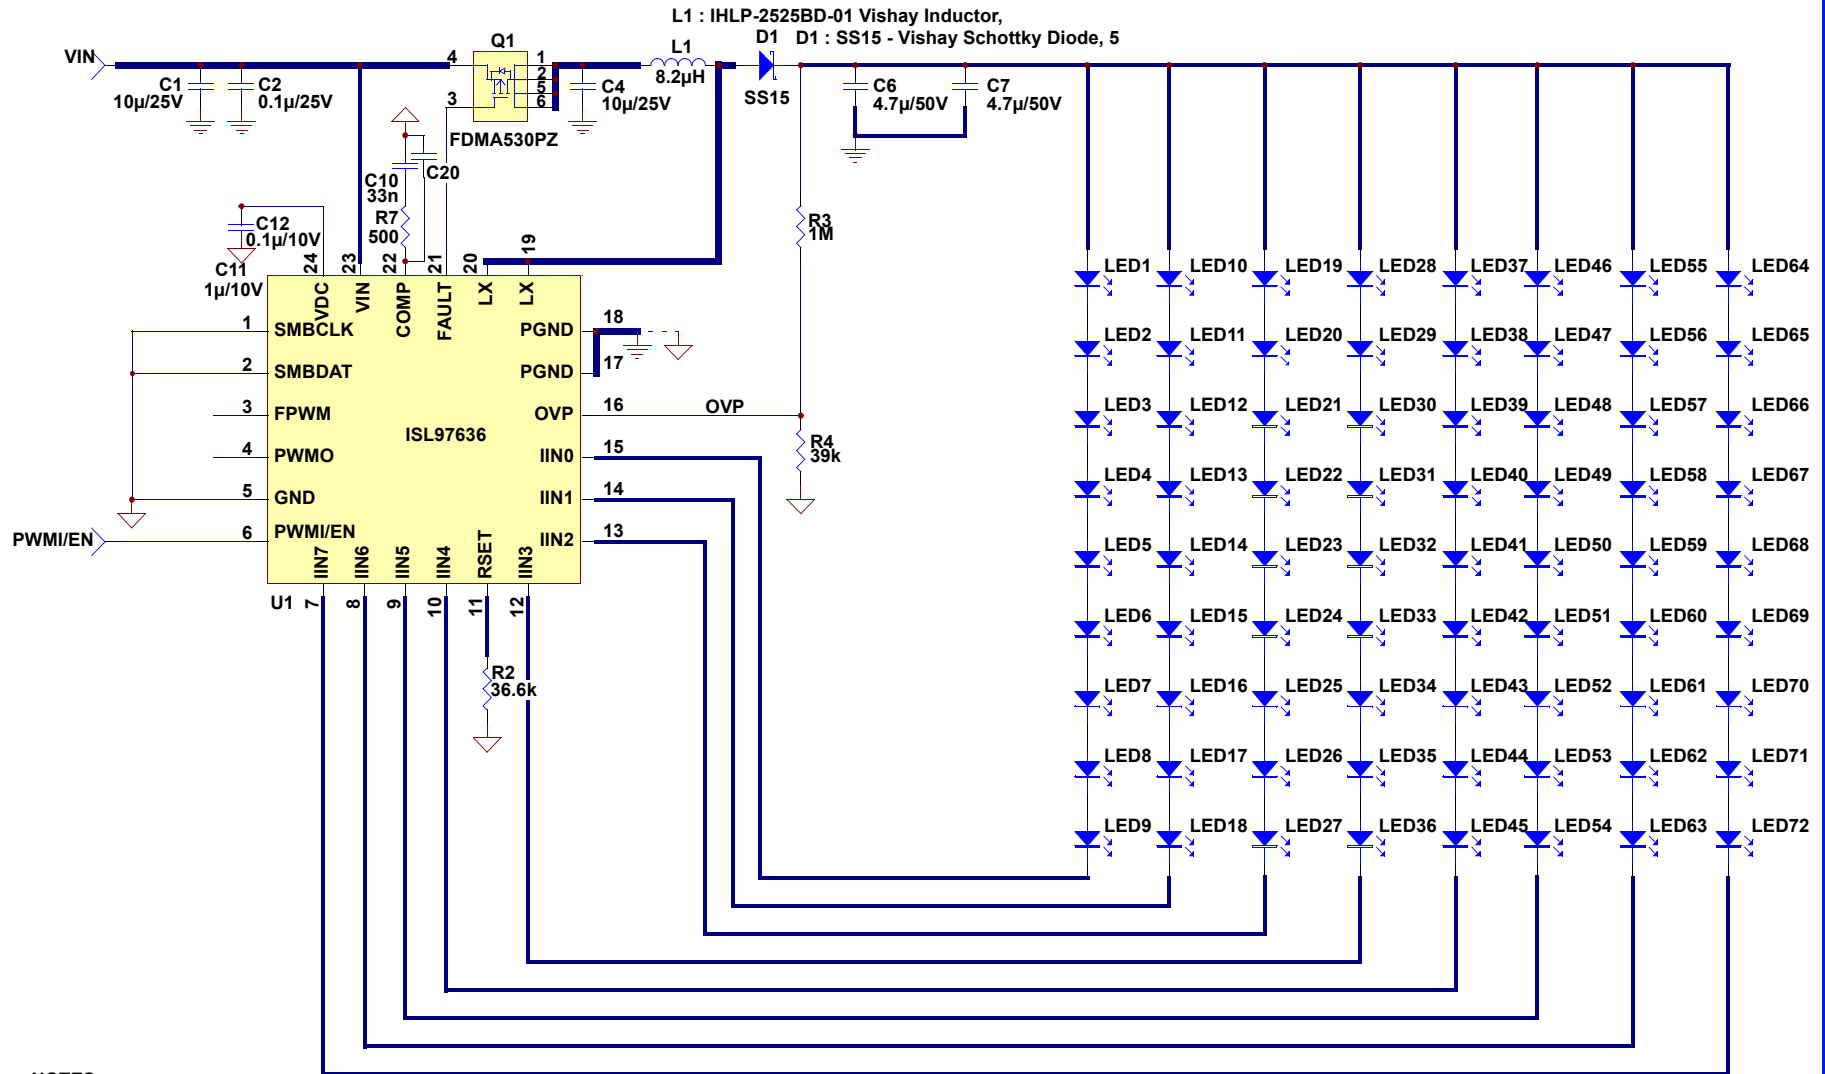 L1 : IHLP-2525BD-01 Vishay Inductor,
D1 D1 : SS15 - Vishay Schottky Diode, 5
VIN
Q1
4
1
2
5
6
3
L1
8.2µH
SS15
C1
10µ/25V
C2
0.1µ/25V
C4
10µ/25V
C6
4.7µ/50V
C7
4.7µ/50V
FDMA530PZ
C20
C10
33n
R7
500
C12
0.1µ/10V
C11
1µ/10V
R3
1M
24 23 22 21 20 19
VDC VIN COMP FAULT LX LX
1 SMBCLK
2 SMBDAT
3 FPWM
4 PWMO
5 GND
PWMI/EN 6 PWMI/EN
ISL97636
PGND 18
PGND 17
OVP 16 OVP
IIN0 15
IIN1 14
IIN2 13
R4
39k
IIN7 IIN6 IIN5 IIN4 RSET IIN3
U1 7 8 9 10 11 12
R2
36.6k
LED1 LED10 LED19 LED28 LED37 LED46 LED55 LED64
LED2 LED11 LED20 LED29 LED38 LED47 LED56 LED65
LED3 LED12 LED21 LED30 LED39 LED48 LED57 LED66
LED4 LED13 LED22 LED31 LED40 LED49 LED58 LED67
LED5 LED14 LED23 LED32 LED41 LED50 LED59 LED68
LED6 LED15 LED24 LED33 LED42 LED51 LED60 LED69
LED7 LED16 LED25 LED34 LED43 LED52 LED61 LED70
LED8 LED17 LED26 LED35 LED44 LED53 LED62 LED71
LED9 LED18 LED27 LED36 LED45 LED54 LED63 LED72